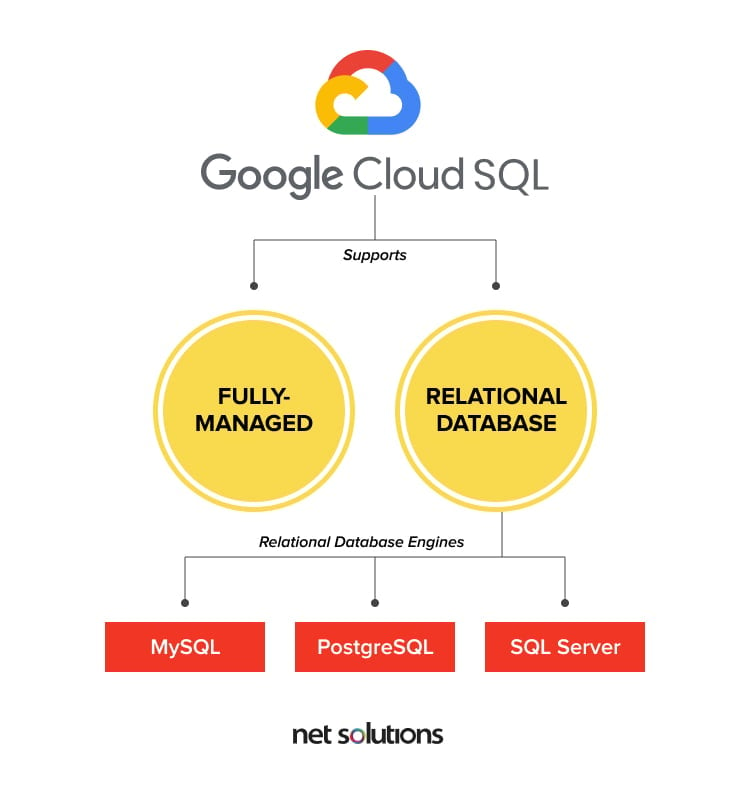 Google Cloud SQL
Supports
FULLY-
MANAGED
RELATIONAL
DATABASE
Relational Database Engines
MySQL
PostgreSQL
SQL Server
net solutions